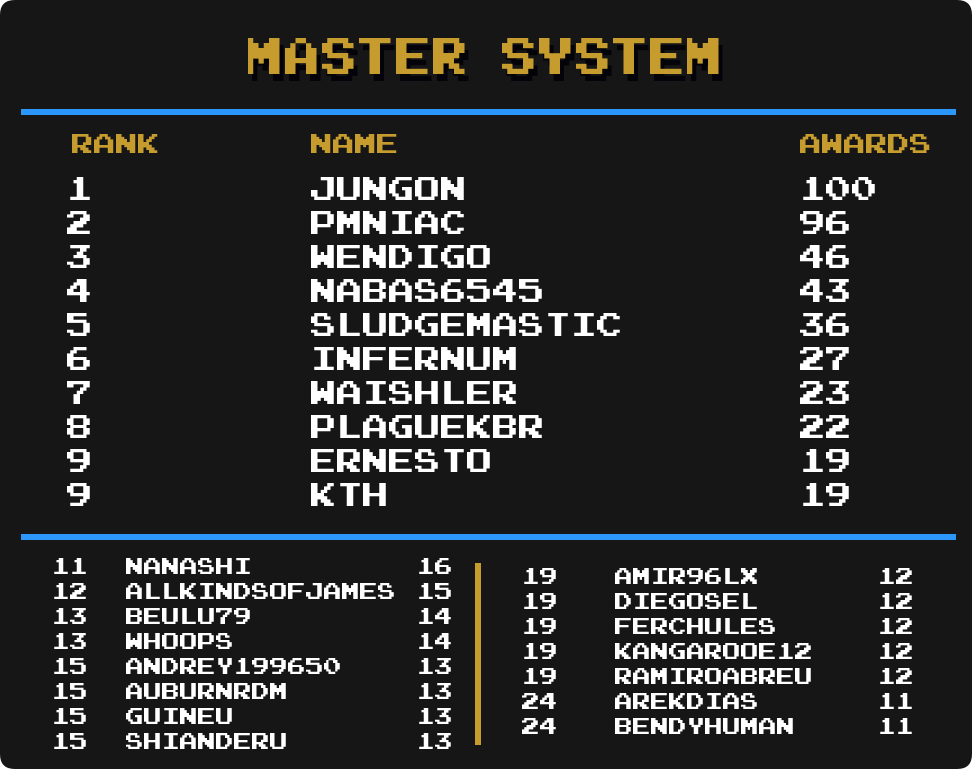 MASTER SYSTEM
RANK NAME AWARDS
1 JUNGON 100
2 PMNIAC 96
3 WENDIGO 46
4 NABAS6545 43
5 SLUDGEMASTIC 36
6 INFERNUM 27
7 WAISHLER 23
8 PLAGUEKBR 22
9 ERNESTO 19
9 KTH 19
11 NANASHI 16
12 ALLKINDSOFJAMES 15
13 BEULU79 14
13 WHOOPS 14
15 ANDREY199650 13
15 AUBURNRDM 13
15 GUINEU 13
15 SHIANDERU 13
19 AMIR96LX 12
19 DIEGOSEL 12
19 FERCHULES 12
19 KANGAROOE12 12
19 RAMIROABREU 12
24 AREKDIAS 11
24 BENDYHUMAN 11